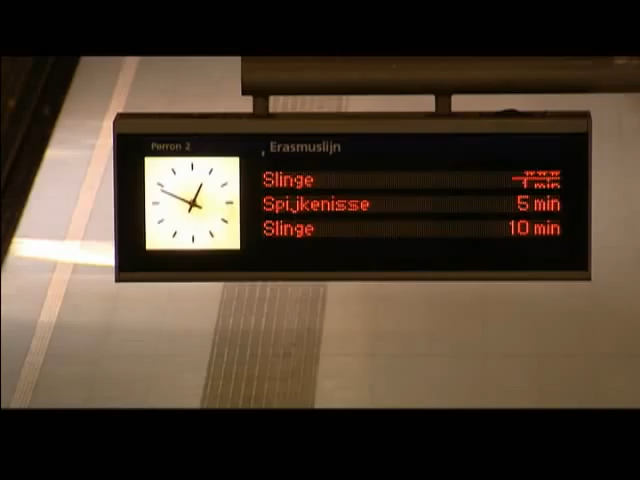 Perron 2
Erasmuslijn
Slinge
Spijkenisse 5 min
Slinge 10 min